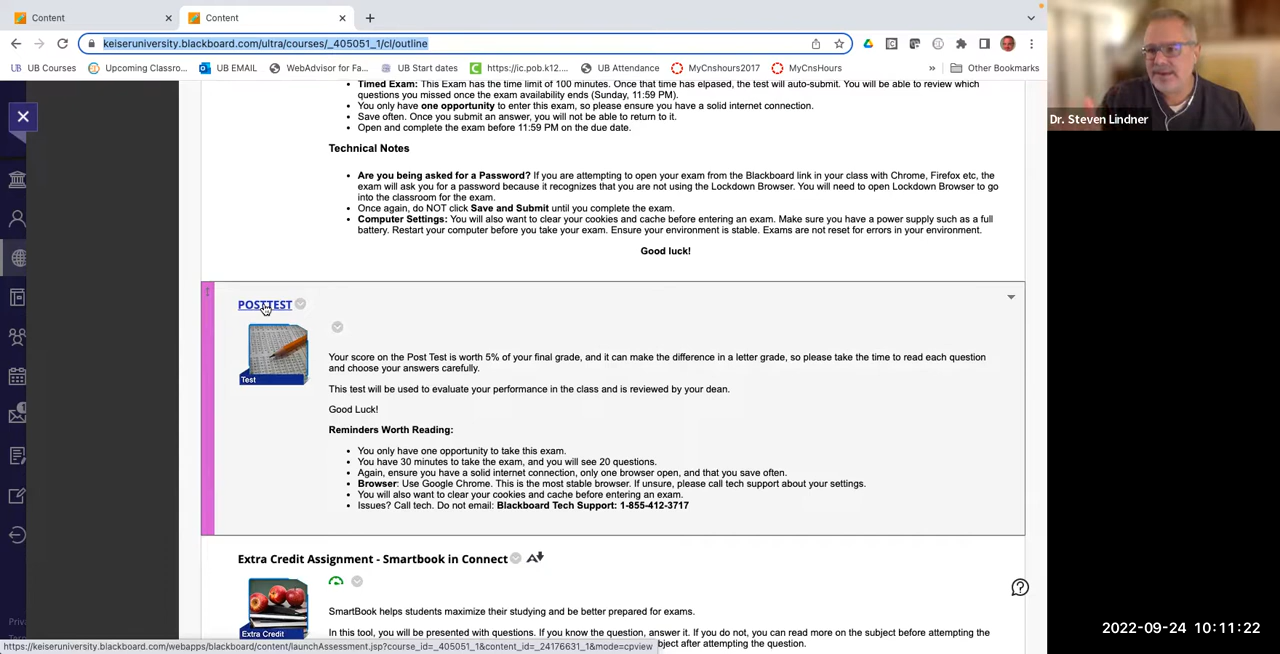 Content
Content
keiseruniversity.blackboard.com/ultra/courses/_405051_1/cl/outline
UB Courses
Upcoming Classro...
UB EMAIL
WebAdvisor for Fa...
UB Start dates
https://ic.pob.k12....
UB Attendance
MyCnshours2017
MyCnsHours
»
Other Bookmarks
Timed Exam: This Exam has the time limit of 100 minutes. Once that time has elpased, the test will auto-submit. You will be able to review which
questions you missed once the exam availability ends (Sunday, 11:59 PM).
You only have one opportunity to enter this exam, so please ensure you have a solid internet connection.
Save often. Once you submit an answer, you will not be able to return to it.
Open and complete the exam before 11:59 PM on the due date.
Technical Notes
Are you being asked for a Password? If you are attempting to open your exam from the Blackboard link in your class with Chrome, Firefox etc, the
exam will ask you for a password because it recognizes that you are not using the Lockdown Browser. You will need to open Lockdown Browser to go
into the classroom for the exam.
Once again, do NOT click Save and Submit until you complete the exam.
Computer Settings: You will also want to clear your cookies and cache before entering an exam. Make sure you have a power supply such as a full
battery. Restart your computer before you take your exam. Ensure your environment is stable. Exams are not reset for errors in your environment.
Good luck!
POSTTEST
Test
Your score on the Post Test is worth 5% of your final grade, and it can make the difference in a letter grade, so please take the time to read each question
and choose your answers carefully.
This test will be used to evaluate your performance in the class and is reviewed by your dean.
Good Luck!
Reminders Worth Reading:
You only have one opportunity to take this exam.
You have 30 minutes to take the exam, and you will see 20 questions.
Again, ensure you have a solid internet connection, only one browser open, and that you save often.
Browser: Use Google Chrome. This is the most stable browser. If unsure, please call tech support about your settings.
You will also want to clear your cookies and cache before entering an exam.
Issues? Call tech. Do not email: Blackboard Tech Support: 1-855-412-3717
Extra Credit Assignment - Smartbook in Connect
Extra Credit
SmartBook helps students maximize their studying and be better prepared for exams.
In this tool, you will be presented with questions. If you know the question, answer it. If you do not, you can read more on the subject before attempting the
bject after attempting the question.
https://keiseruniversity.blackboard.com/webapps/blackboard/content/launchAssessment.jsp?course_id=_405051_1&content_id=_24176631_1&mode=cpview
Dr. Steven Lindner
2022-09-24 10:11:22